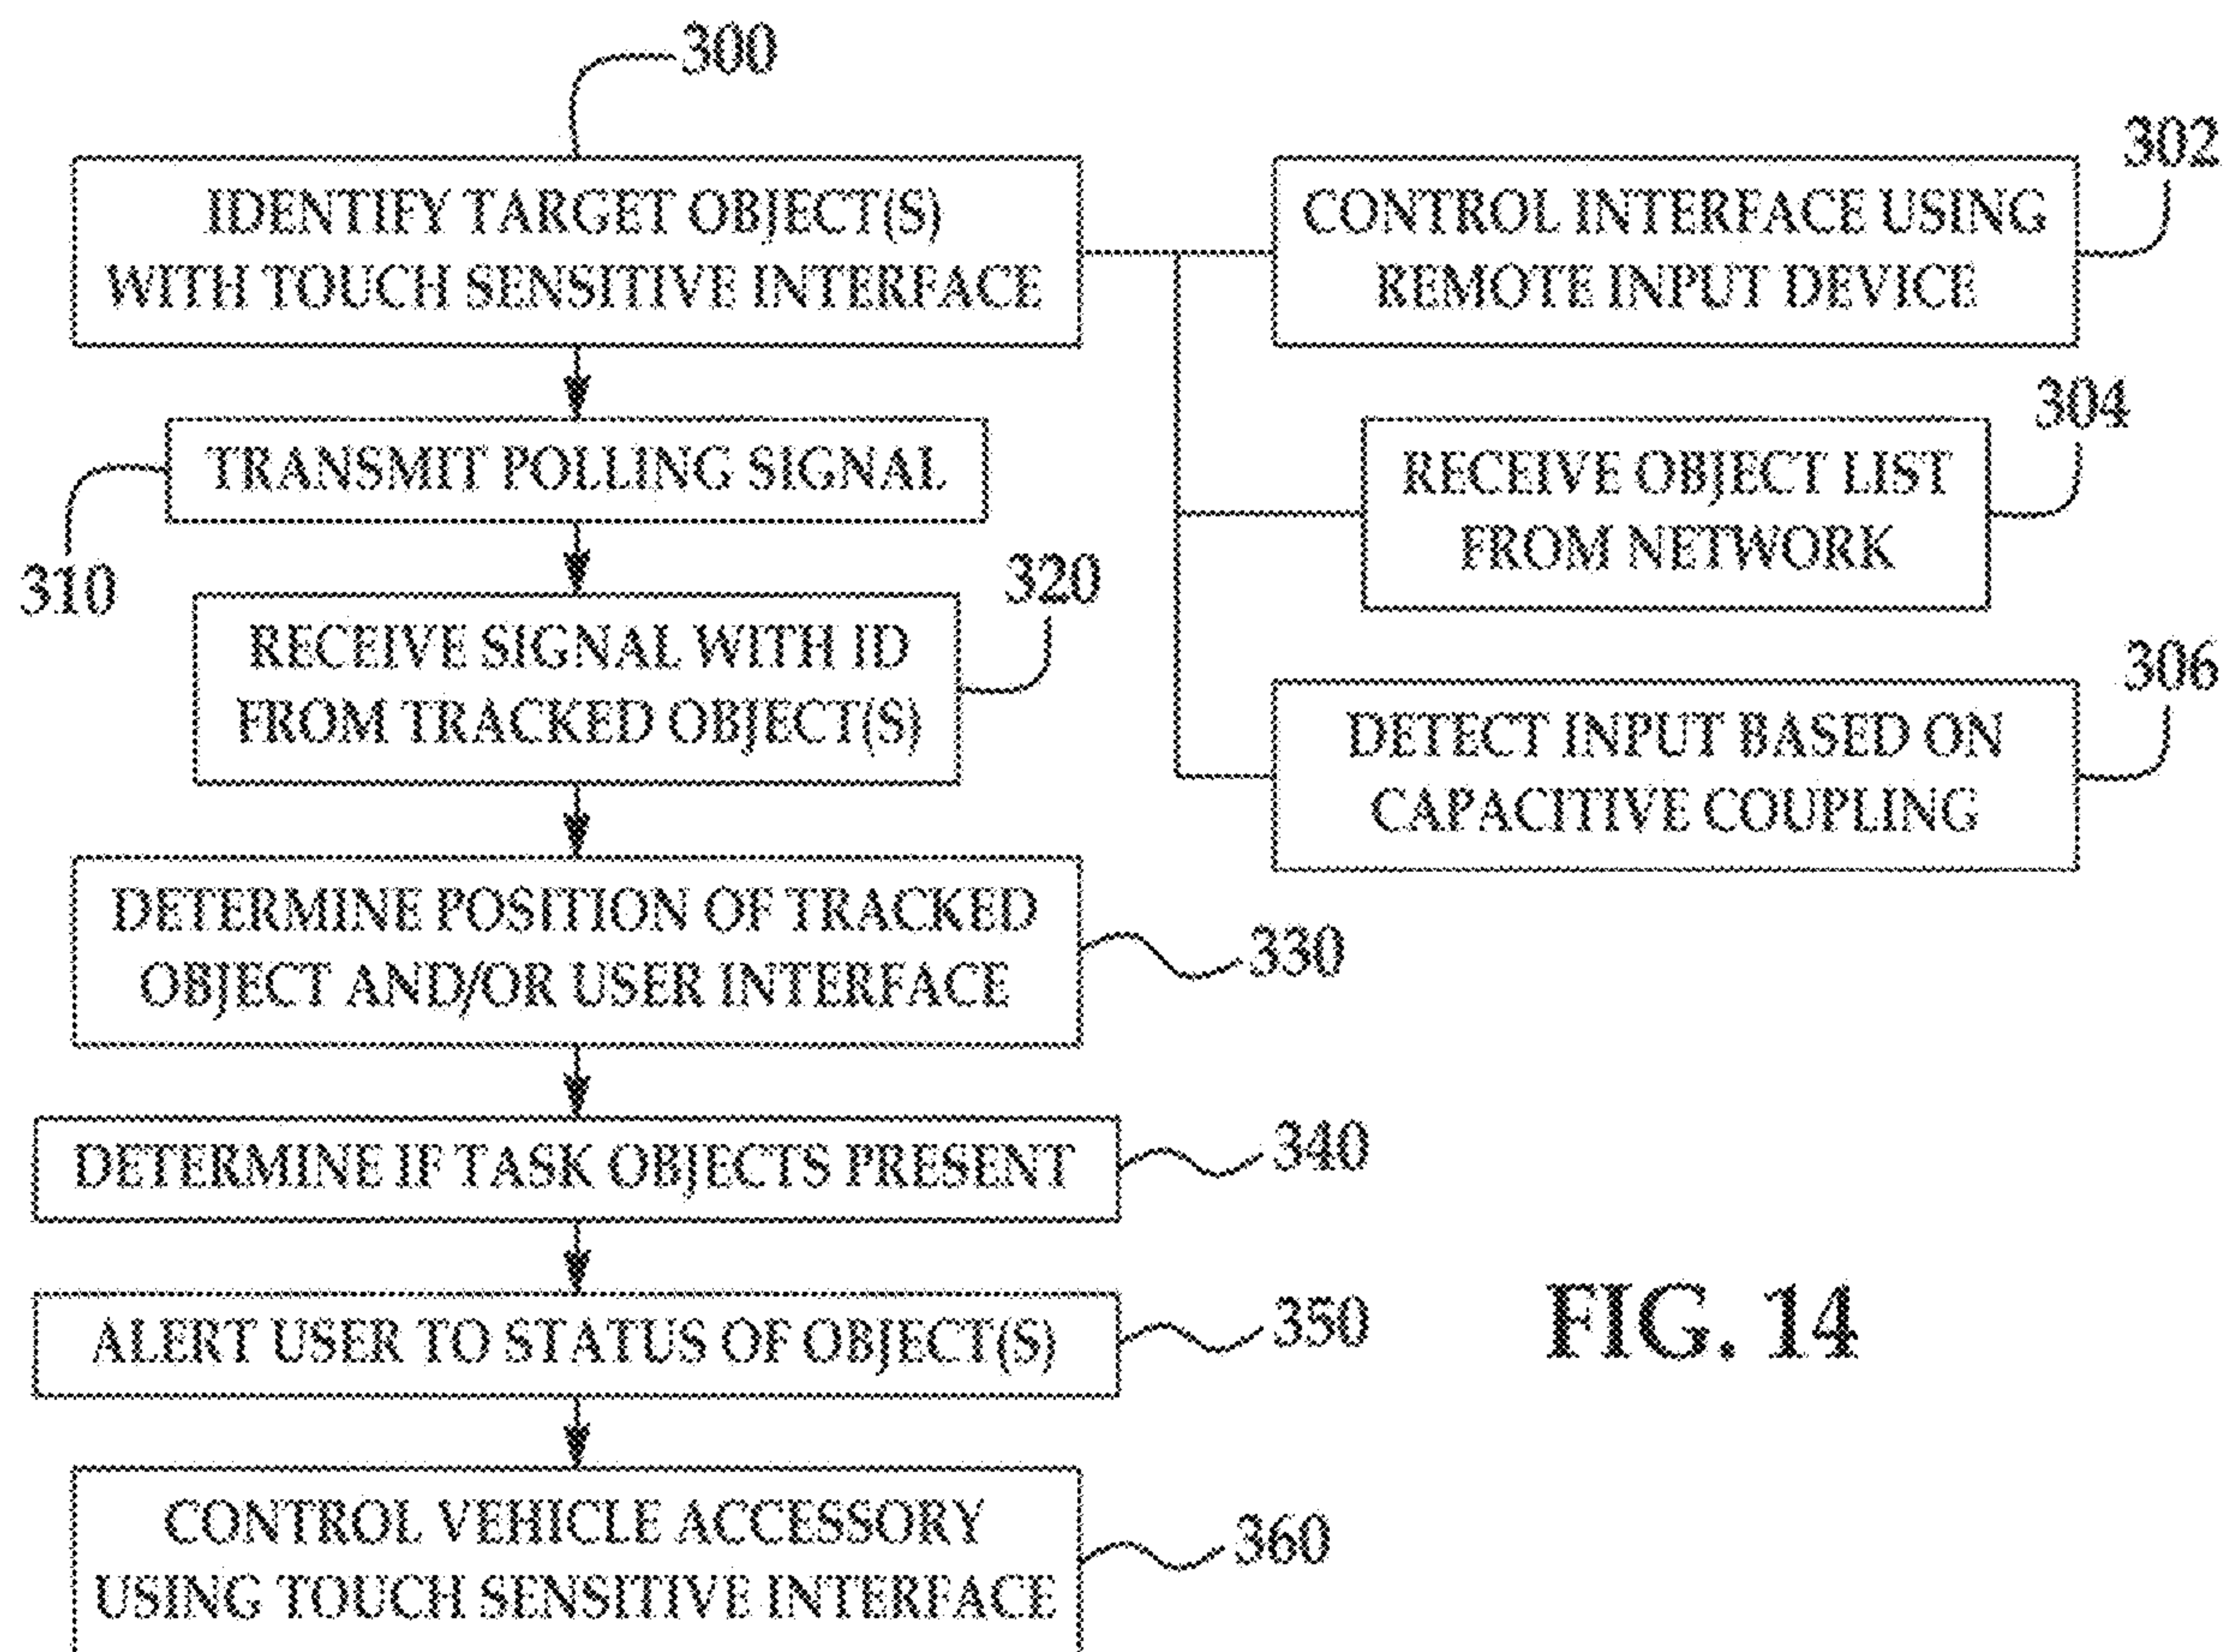 300
IDENTIFY TARGET OBJECT(S)
WITH TOUCH SENSITIVE INTERFACE
302
CONTROL INTERFACE USING
REMOTE INPUT DEVICE
304
RECEIVE OBJECT LIST
FROM NETWORK
306
DETECT INPUT BASED ON
CAPACITIVE COUPLING
310
TRANSMIT POLLING SIGNAL
320
RECEIVE SIGNAL WITH ID
FROM TRACKED OBJECT(S)
DETERMINE POSITION OF TRACKED
OBJECT AND/OR USER INTERFACE
330
DETERMINE IF TASK OBJECTS PRESENT
340
ALERT USER TO STATUS OF OBJECT(S)
350
CONTROL VEHICLE ACCESSORY
USING TOUCH SENSITIVE INTERFACE
360
FIG. 14